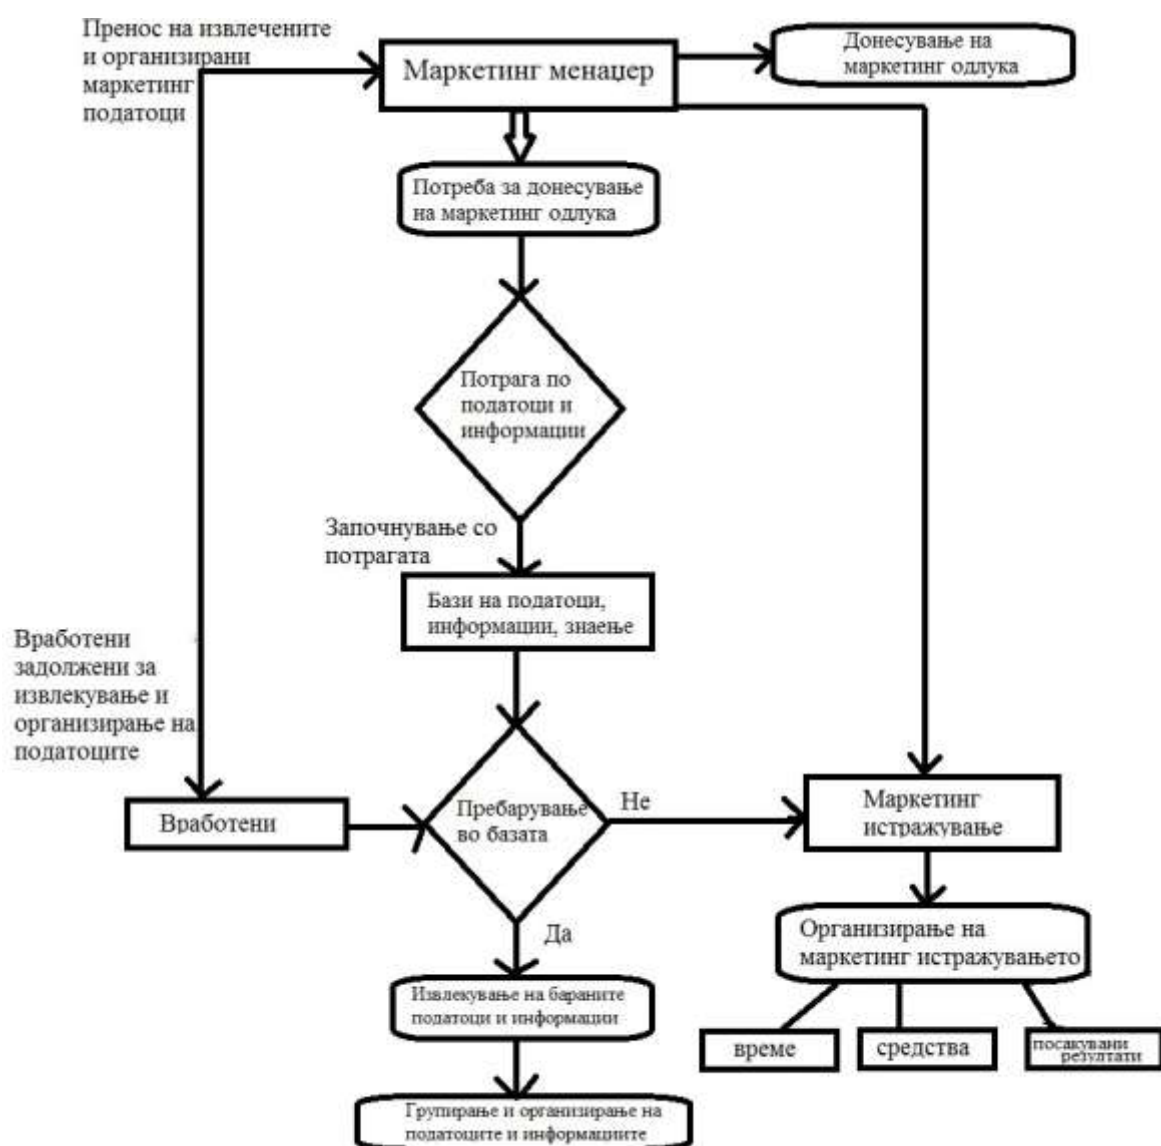 Пренос на извлечените
и организирани
маркетинг
податоци
Маркетинг менаџер
Донесување на
маркетинг одлука
Потреба за донесување
на маркетинг одлука
Потрага по
податоци и
информации
Започнување со
потрагата
Бази на податоци,
информации, знаење
Вработени
задолжени за
извлекување и
организирање на
податоците
Вработени
Пребарување
во базата
Не
Маркетинг
истражување
Да
Организирање на
маркетинг истражувањето
Извлекување на бараните
податоци и информации
време
средства
посакувани
резултати
Групирање и организирање на
податоците и информациите